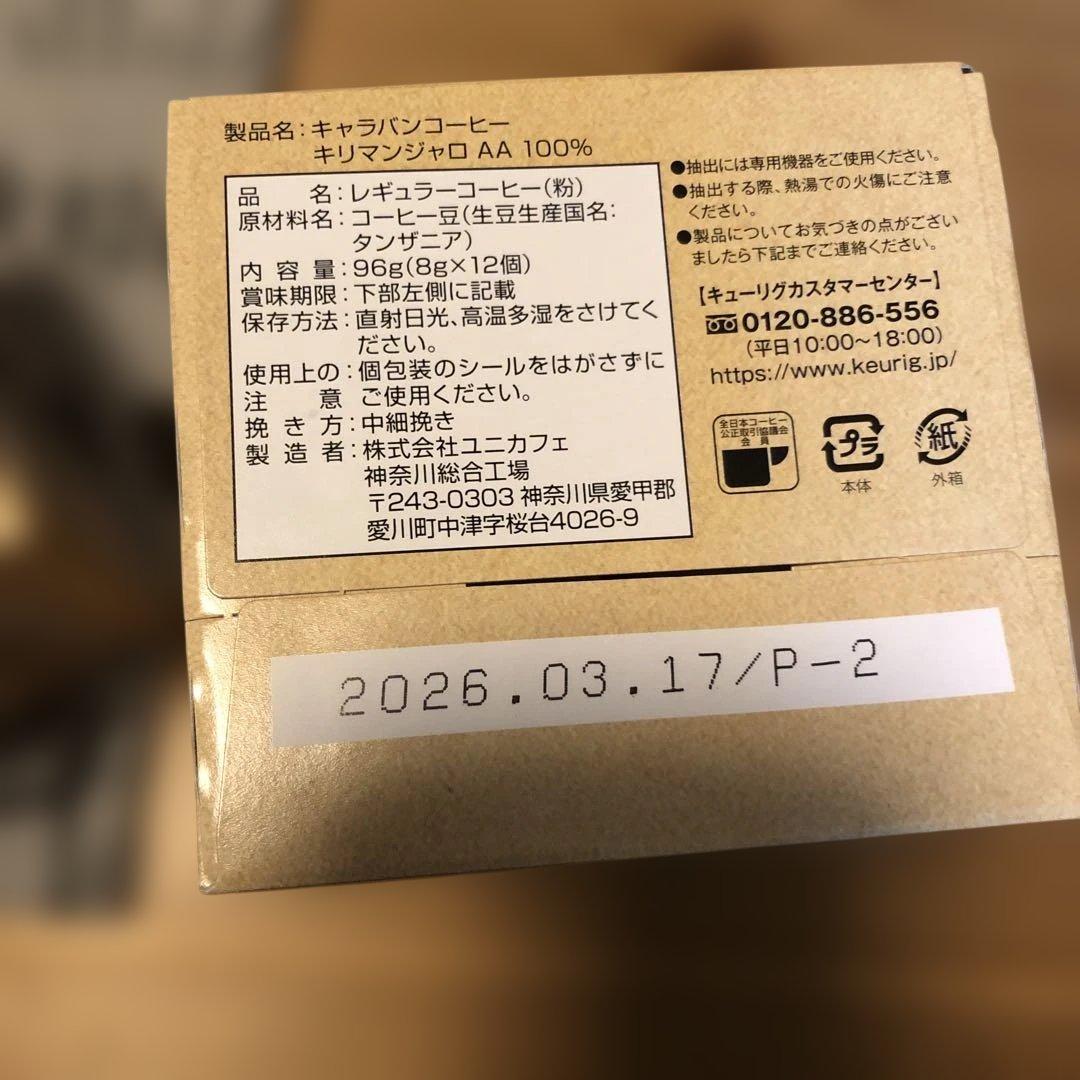 製品名：キャラバンコーヒー
キリマンジャロ AA 100%
品名：レギュラーコーヒー（粉）
原材料名：コーヒー豆（生豆生産国名：
タンザニア）
内容量：96g（8g×12個）
賞味期限：下部左側に記載
保存方法：直射日光、高温多湿をさけてく
ださい。
使用上の：個包装のシールをはがさずに
注意 ご使用ください。
挽き方：中細挽き
製造者：株式会社ユニカフェ
神奈川総合工場
〒243-0303 神奈川県愛甲郡
愛川町中津字桜台4026-9
●抽出には専用機器をご使用ください。
●抽出する際、熱湯での火傷にご注意
ください。
●製品についてお気づきの点がござい
ましたら下記までご連絡ください。
【キューリグカスタマーセンター】
0120-886-556
（平日10:00～18:00）
https://www.keurig.jp/
全日本コーヒー
公正取引協議会
会員
プラ
本体
紙
外箱
2026.03.17/P-2